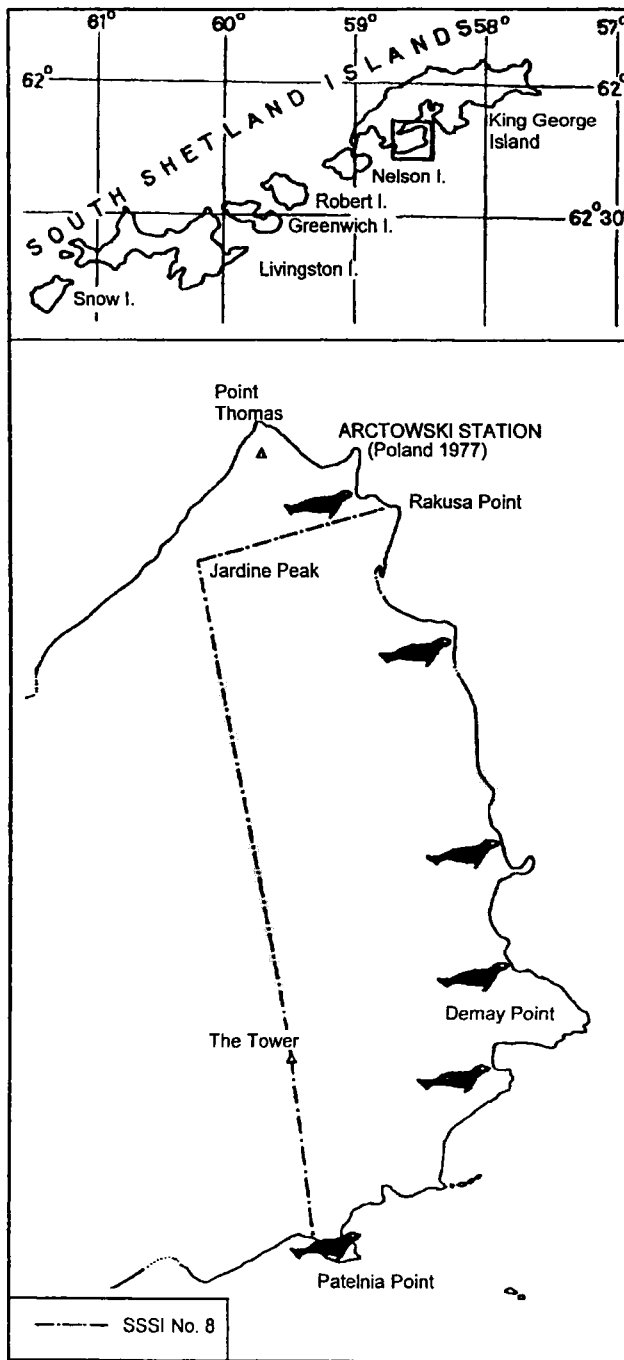 61°
60°
59°
58°
57°
62°
62°
SOUTH SHETLAND ISLANDS
King George
Island
Nelson I.
Robert I.
62°30'
Greenwich I.
Livingston I.
Snow I.
Point
Thomas
ARCTOWSKI STATION
(Poland 1977)
Rakusa Point
Jardine Peak
Demay Point
The Tower
Patelnia Point
SSSI No. 8